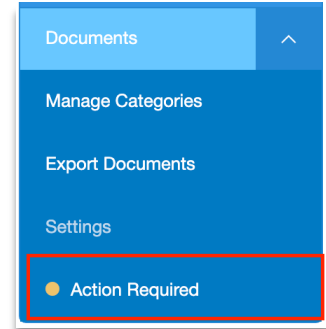 Documents
Manage Categories
Export Documents
Settings
Action Required